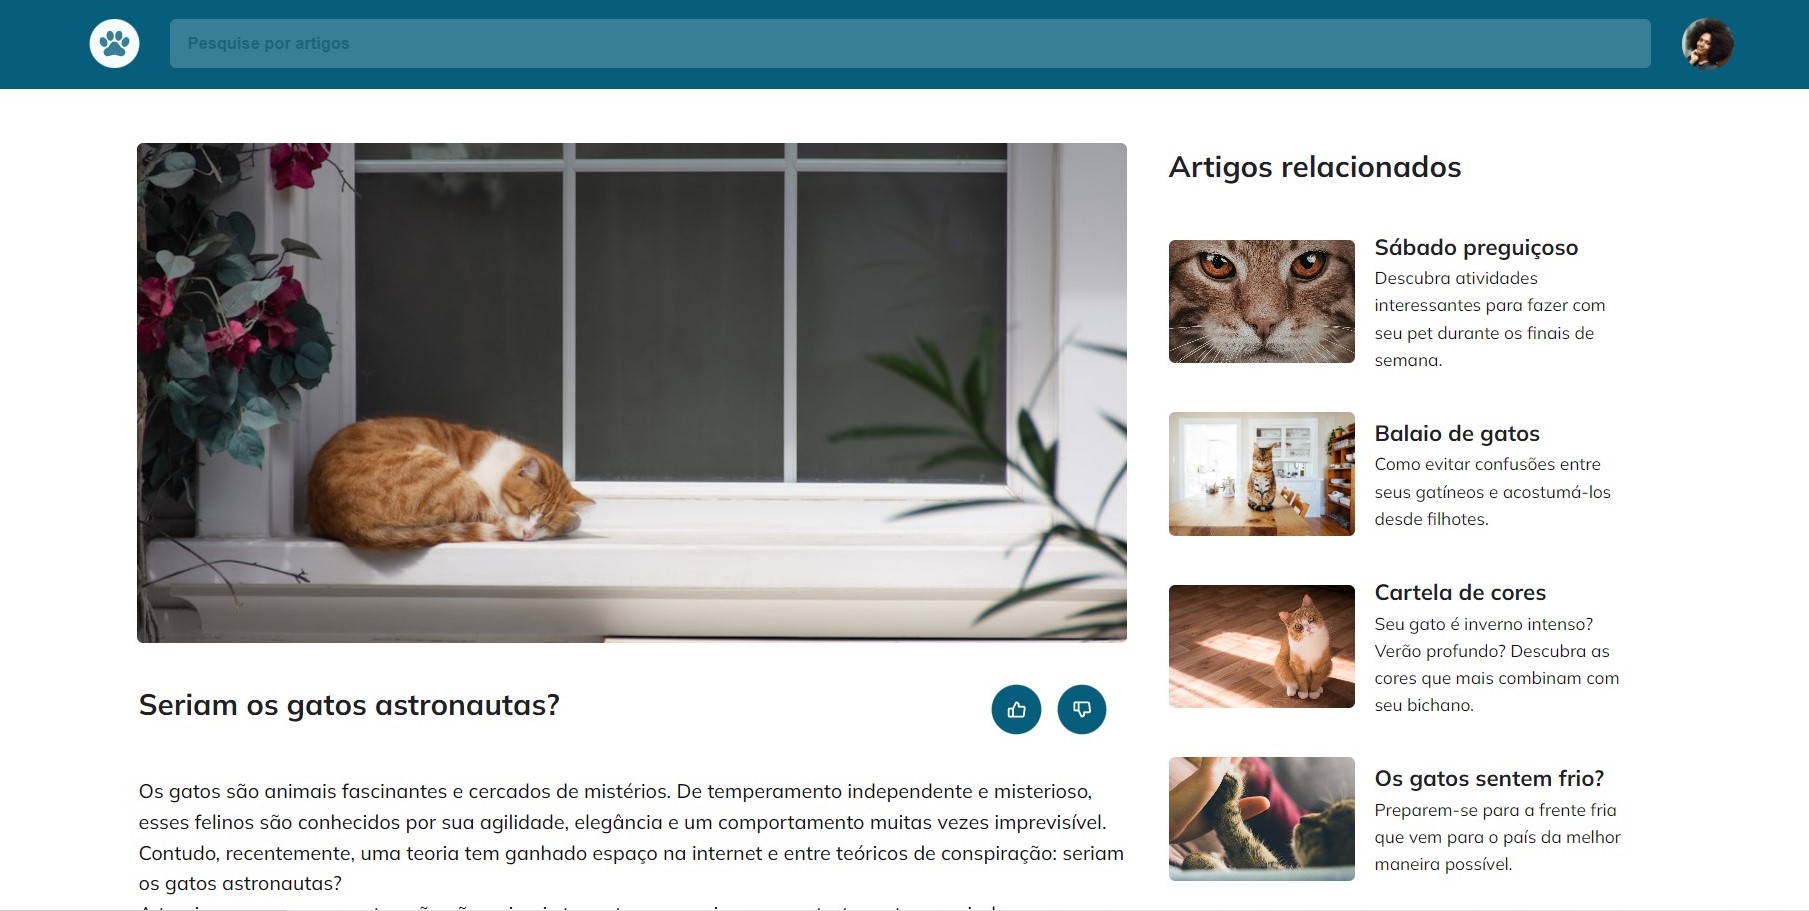 Pesquise por artigos
Artigos relacionados
Sábado preguiçoso
Descubra atividades
interessantes para fazer com
seu pet durante os finais de
semana.
Balaio de gatos
Como evitar confusões entre
seus gatíneos e acostumá-los
desde filhotes.
Cartela de cores
Seu gato é inverno intenso?
Verão profundo? Descubra as
cores que mais combinam com
seu bichano.
Os gatos sentem frio?
Preparem-se para a frente fria
que vem para o país da melhor
maneira possível.
Seriam os gatos astronautas?
Os gatos são animais fascinantes e cercados de mistérios. De temperamento independente e misterioso,
esses felinos são conhecidos por sua agilidade, elegância e um comportamento muitas vezes imprevisível.
Contudo, recentemente, uma teoria tem ganhado espaço na internet e entre teóricos de conspiração: seriam
os gatos astronautas?